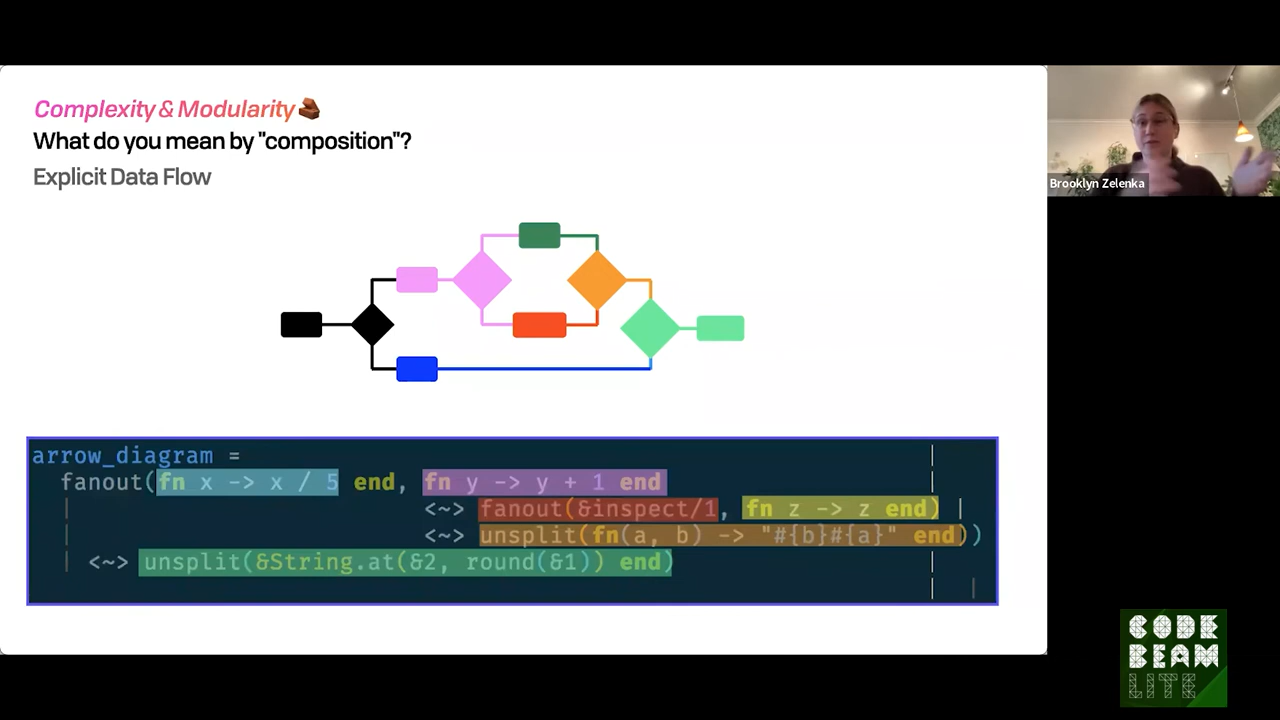 Complexity & Modularity
What do you mean by "composition"?
Explicit Data Flow
Brooklyn Zelenka
arrow_diagram =
fanout(fn x -> x / 5 end, fn y -> y + 1 end
<~> fanout(&inspect/1, fn z -> z end)
<~> unsplit(fn(a, b) -> "#{b}#{a}" end))
<~> unsplit(&String.at(&2, round(&1)) end)
CODE
BEAM
LITE